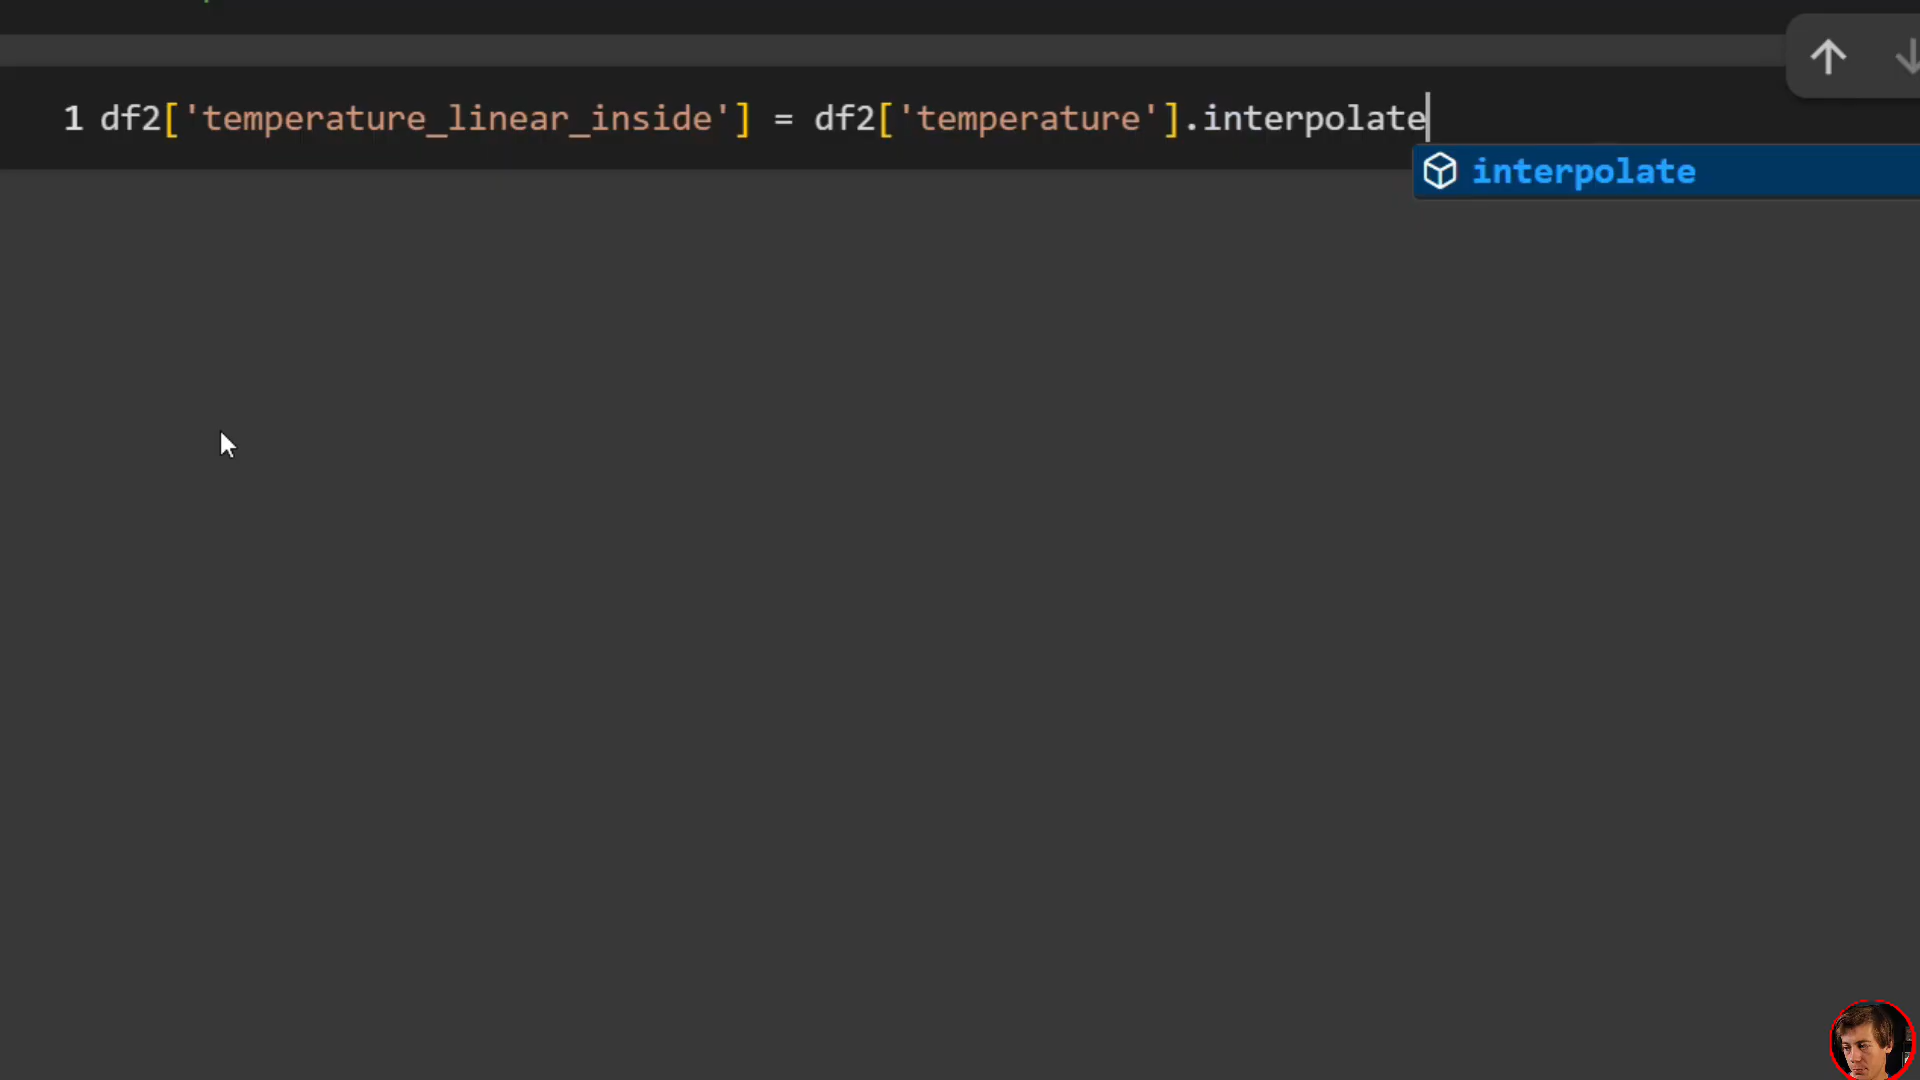 1 df2['temperature_linear_inside'] = df2['temperature'].interpolate
interpolate